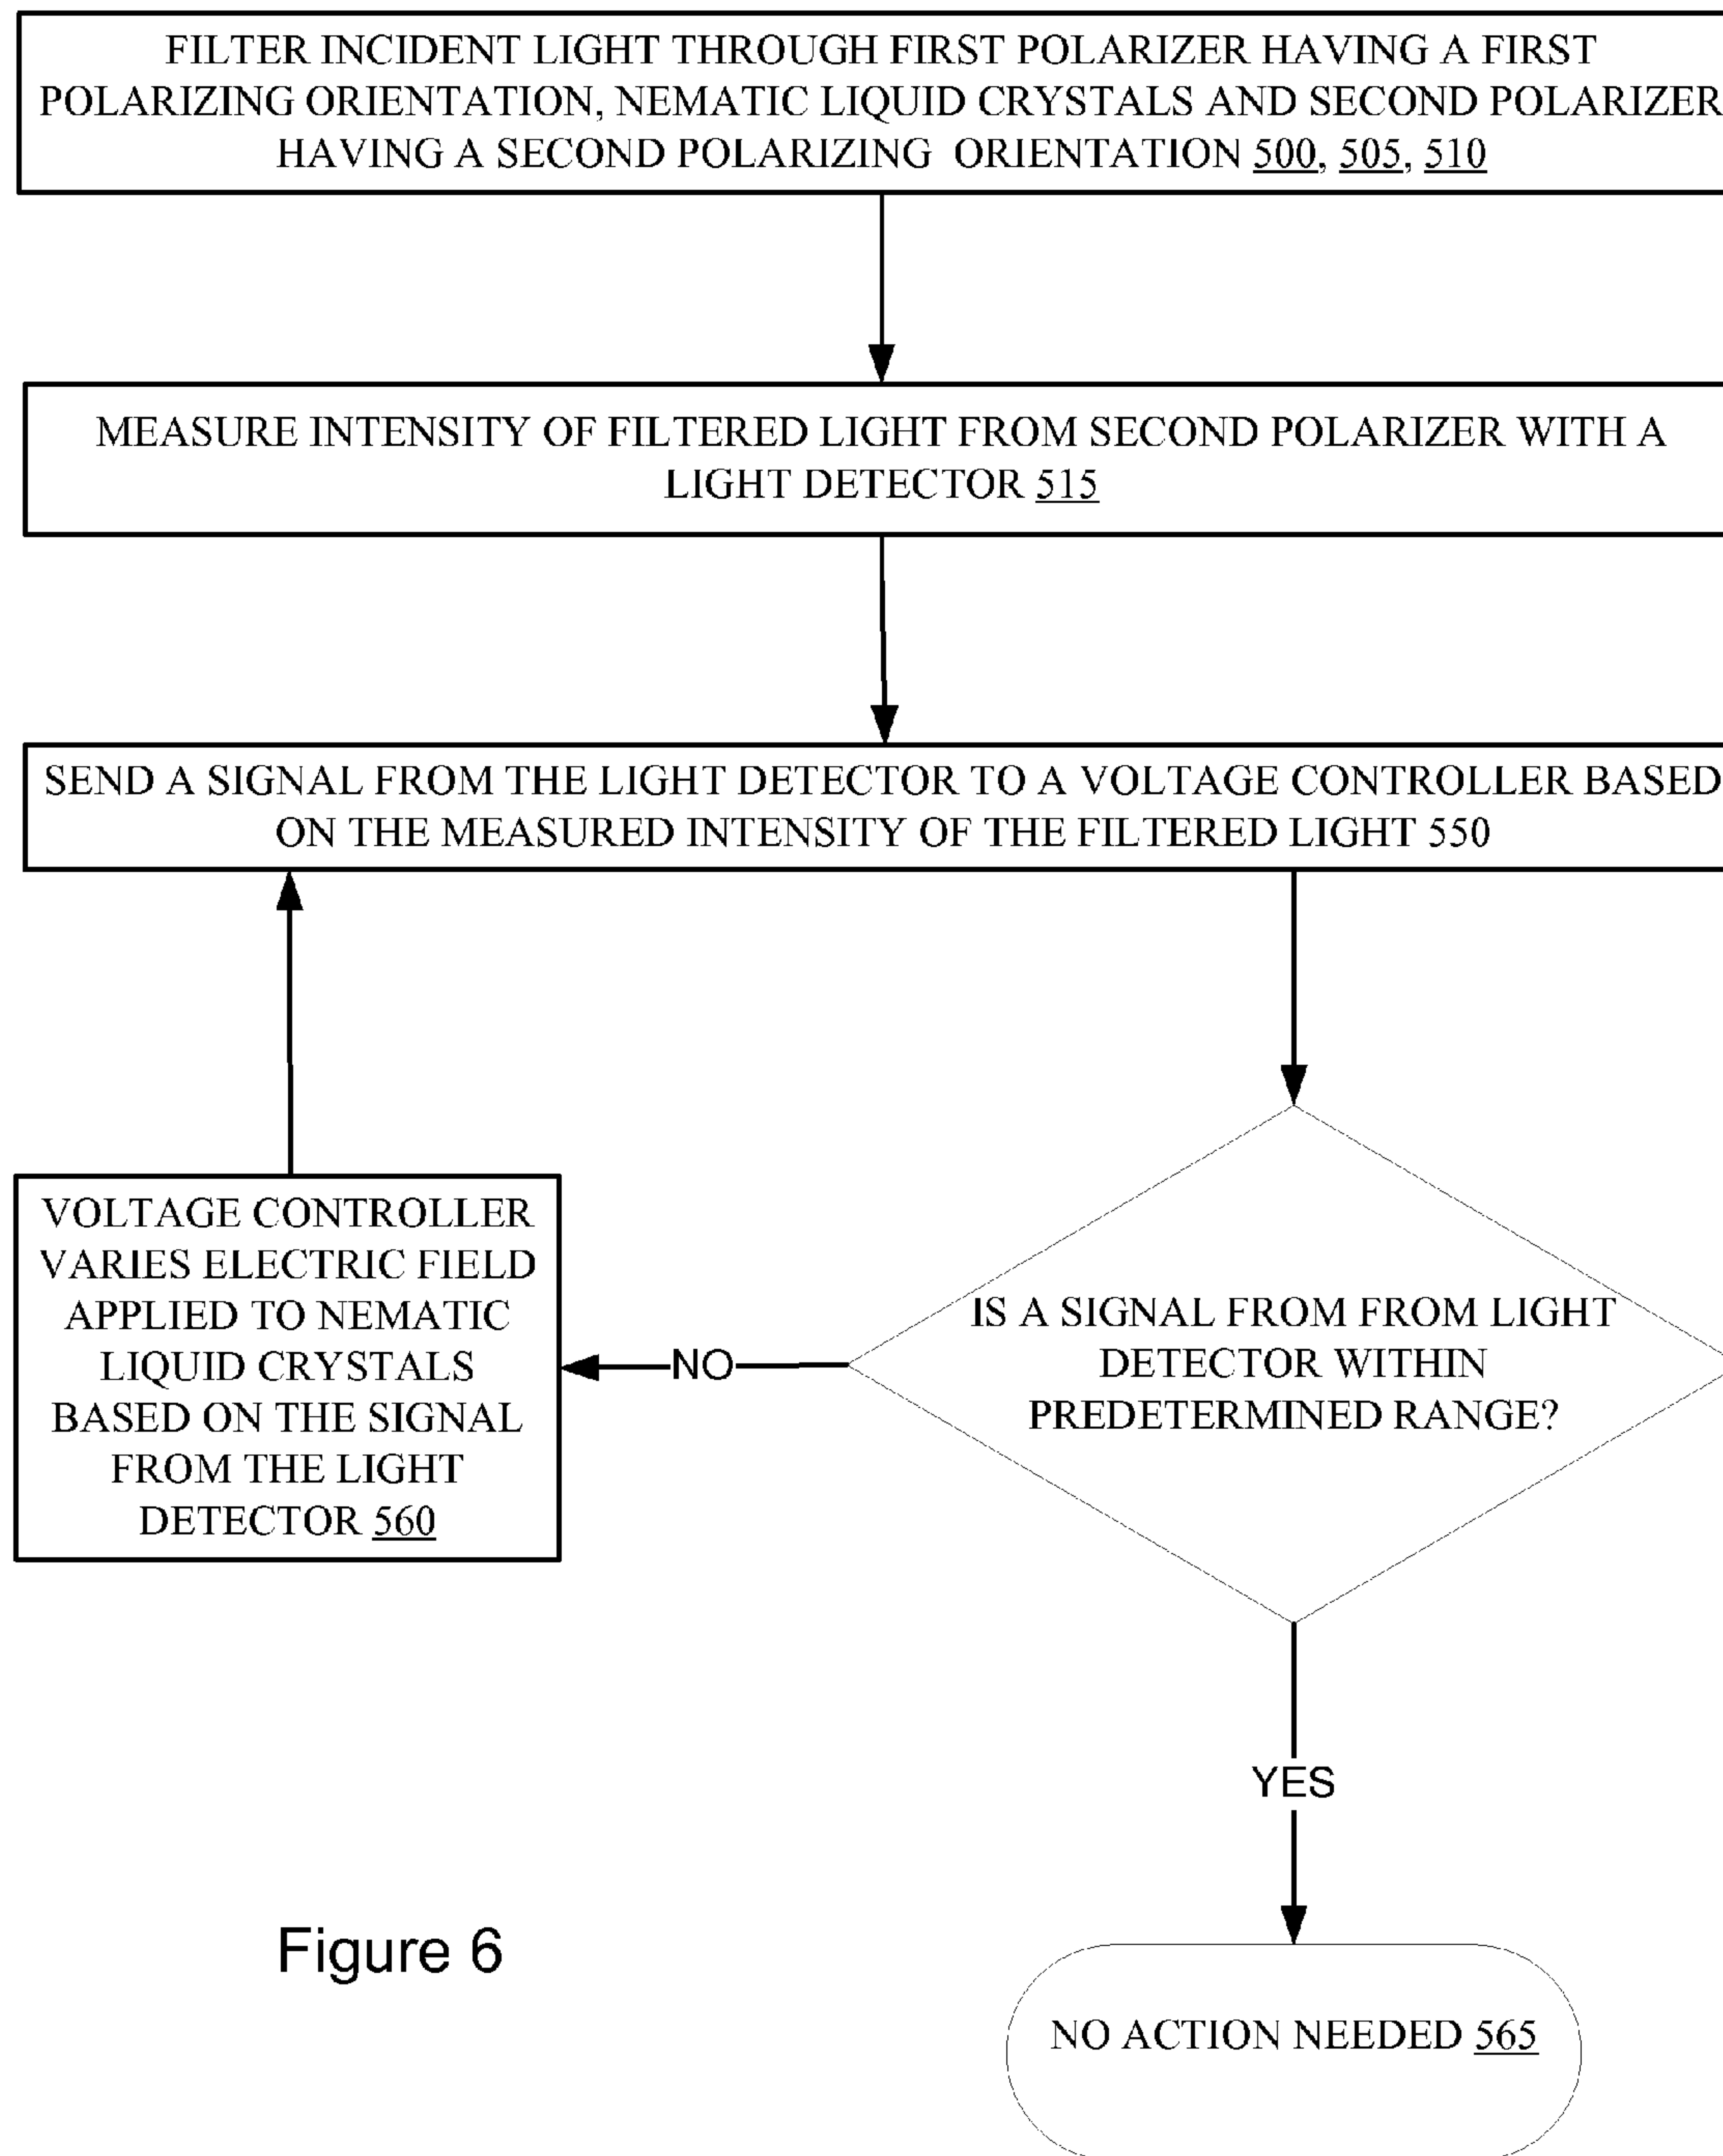 FILTER INCIDENT LIGHT THROUGH FIRST POLARIZER HAVING A FIRST
POLARIZING ORIENTATION, NEMATIC LIQUID CRYSTALS AND SECOND POLARIZER
HAVING A SECOND POLARIZING ORIENTATION 500, 505, 510
MEASURE INTENSITY OF FILTERED LIGHT FROM SECOND POLARIZER WITH A
LIGHT DETECTOR 515
SEND A SIGNAL FROM THE LIGHT DETECTOR TO A VOLTAGE CONTROLLER BASED
ON THE MEASURED INTENSITY OF THE FILTERED LIGHT 550
VOLTAGE CONTROLLER
VARIES ELECTRIC FIELD
APPLIED TO NEMATIC
LIQUID CRYSTALS
BASED ON THE SIGNAL
FROM THE LIGHT
DETECTOR 560
NO
IS A SIGNAL FROM FROM LIGHT
DETECTOR WITHIN
PREDETERMINED RANGE?
YES
NO ACTION NEEDED 565
Figure 6